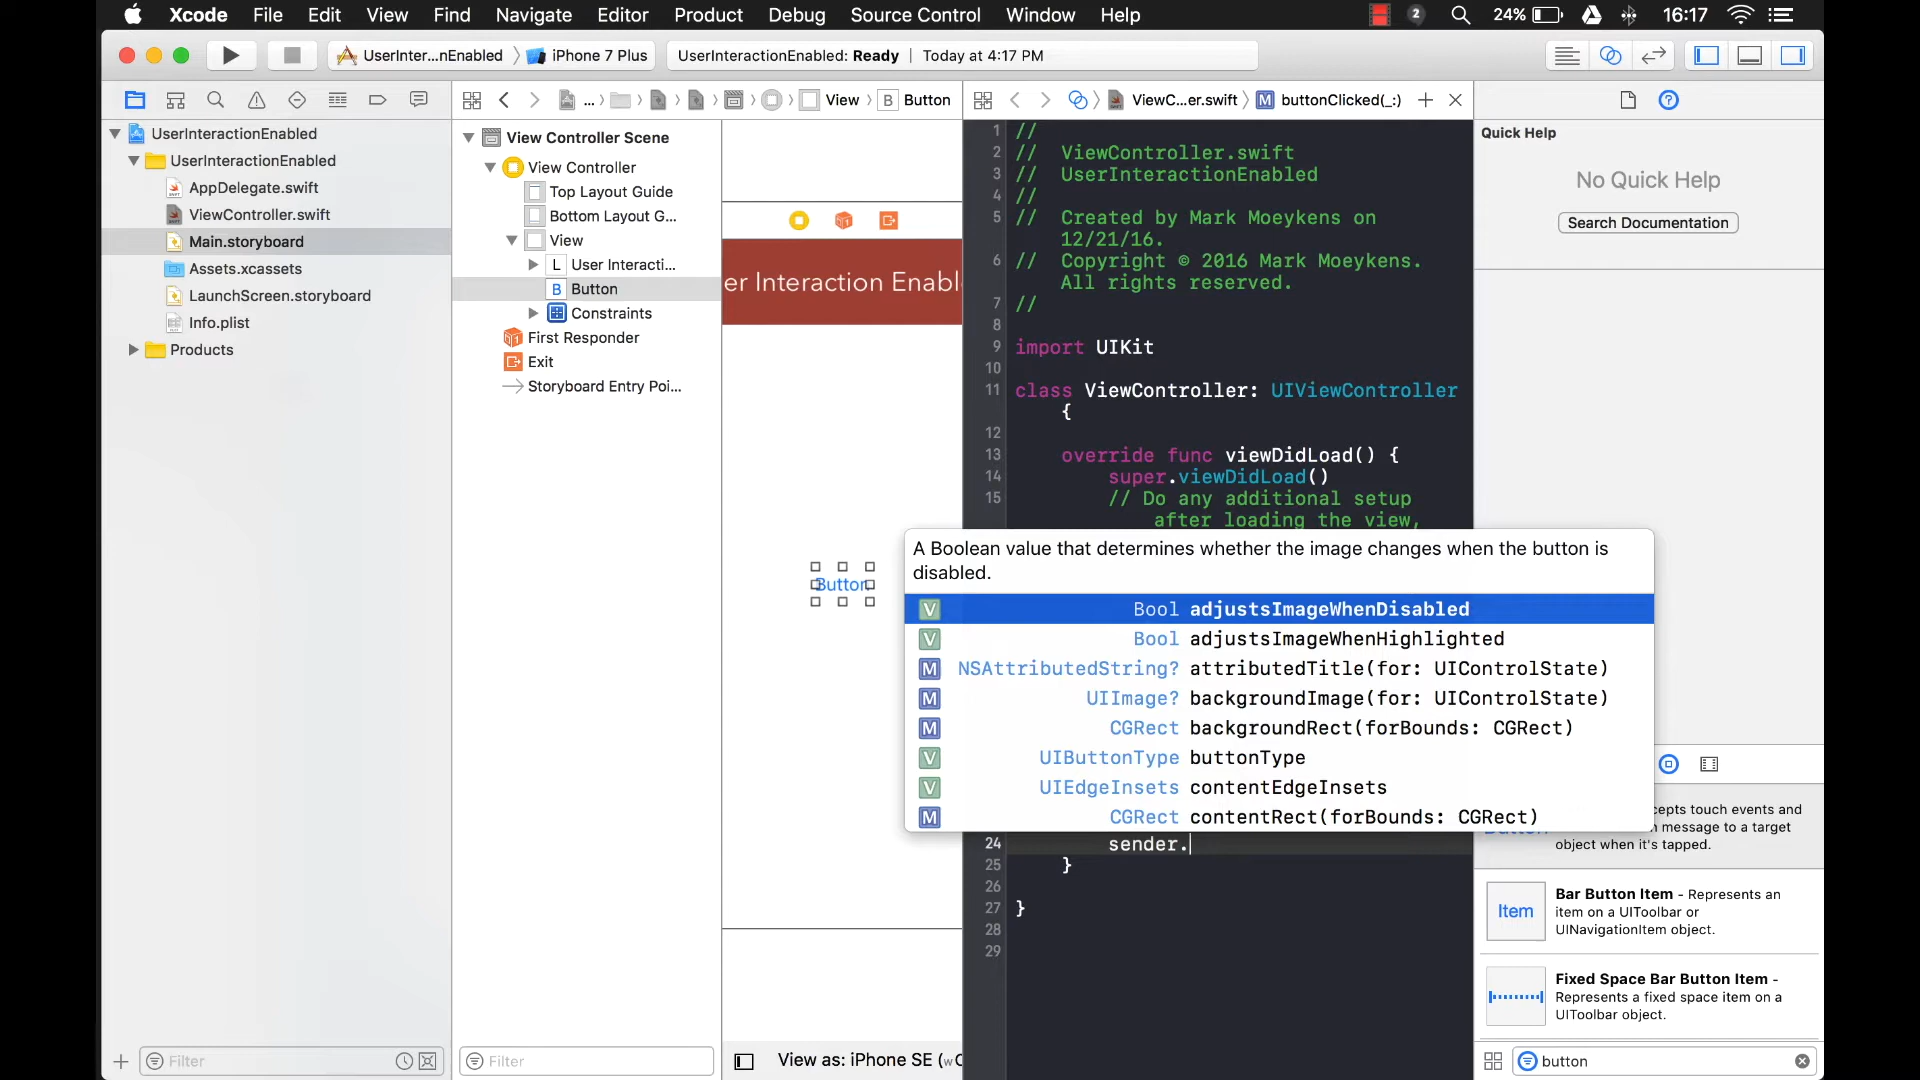 Xcode File Edit View Find Navigate Editor Product Debug Source Control Window Help 2 24% 16:17
UserInter...nEnabled iPhone 7 Plus UserInteractionEnabled: Ready | Today at 4:17 PM
... View B Button ViewC...er.swift M buttonClicked(_:)
UserInteractionEnabled
UserInteractionEnabled
AppDelegate.swift
ViewController.swift
Main.storyboard
Assets.xcassets
LaunchScreen.storyboard
Info.plist
Products
Filter
View Controller Scene
View Controller
Top Layout Guide
Bottom Layout G...
View
L User Interacti...
B Button
Constraints
First Responder
Exit
Storyboard Entry Poi...
Filter
er Interaction Enabl
Button
View as: iPhone SE (wC
1 //
2 // ViewController.swift
3 // UserInteractionEnabled
4 //
5 // Created by Mark Moeykens on
12/21/16.
6 // Copyright © 2016 Mark Moeykens.
All rights reserved.
7 //
8
9 import UIKit
10
11 class ViewController: UIViewController
{
12
13 override func viewDidLoad() {
14 super.viewDidLoad()
15 // Do any additional setup
after loading the view,
A Boolean value that determines whether the image changes when the button is
disabled.
V Bool adjustsImageWhenDisabled
V Bool adjustsImageWhenHighlighted
M NSAttributedString? attributedTitle(for: UIControlState)
M UIImage? backgroundImage(for: UIControlState)
M CGRect backgroundRect(forBounds: CGRect)
V UIButtonType buttonType
V UIEdgeInsets contentEdgeInsets
M CGRect contentRect(forBounds: CGRect)
24 sender.
25 }
26
27 }
28
29
Quick Help
No Quick Help
Search Documentation
cepts touch events and
message to a target
object when it's tapped.
Item
Bar Button Item - Represents an
item on a UIToolbar or
UINavigationItem object.
Fixed Space Bar Button Item -
Represents a fixed space item on a
UIToolbar object.
button